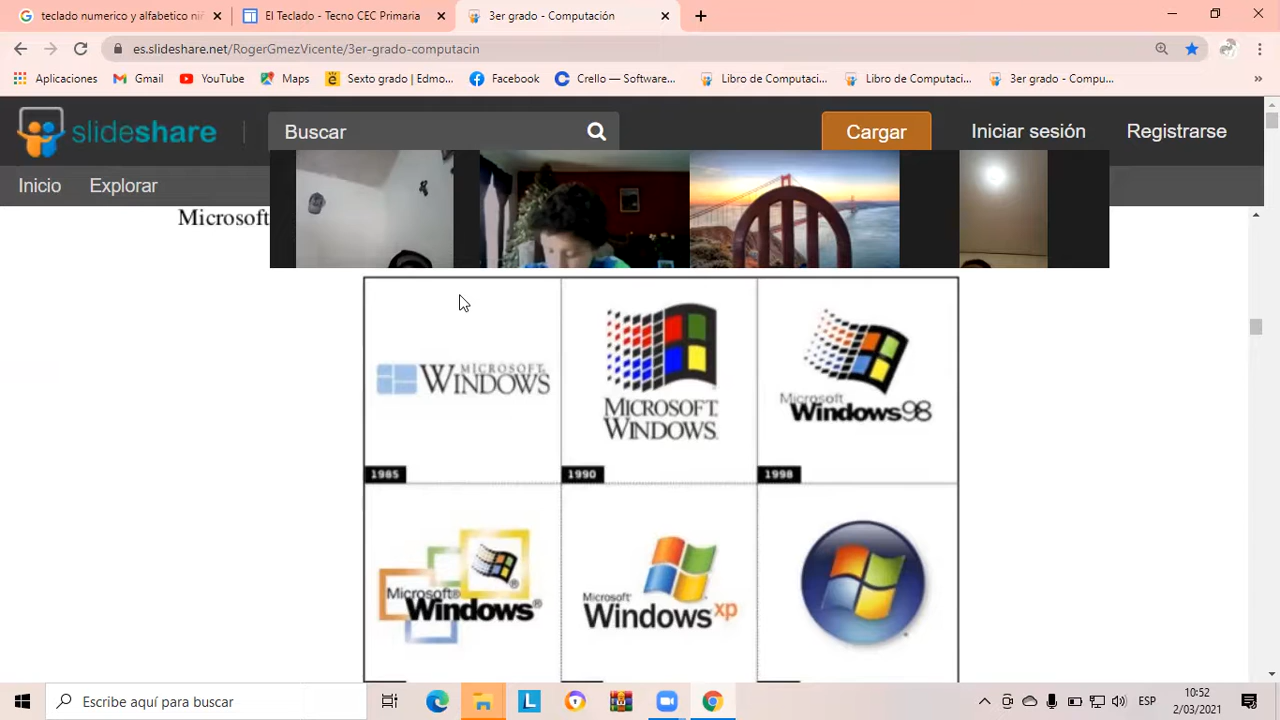 teclado numerico y alfabetico niñ
El Teclado - Tecno CEC Primaria
3er grado - Computación
es.slideshare.net/RogerGmezVicente/3er-grado-computacin
Aplicaciones
Gmail
YouTube
Maps
Sexto grado | Edmo...
Facebook
Crello — Software...
Libro de Computaci...
Libro de Computaci...
3er grado - Compu...
»
slideshare
Buscar
Cargar
Iniciar sesión
Registrarse
Inicio
Explorar
Microsoft
MICROSOFT
WINDOWS
1985
MICROSOFT
WINDOWS
1990
Microsoft
Windows98
1998
Microsoft®
Windows®
Microsoft
Windows xp
Escribe aquí para buscar
L
ESP
10:52
2/03/2021